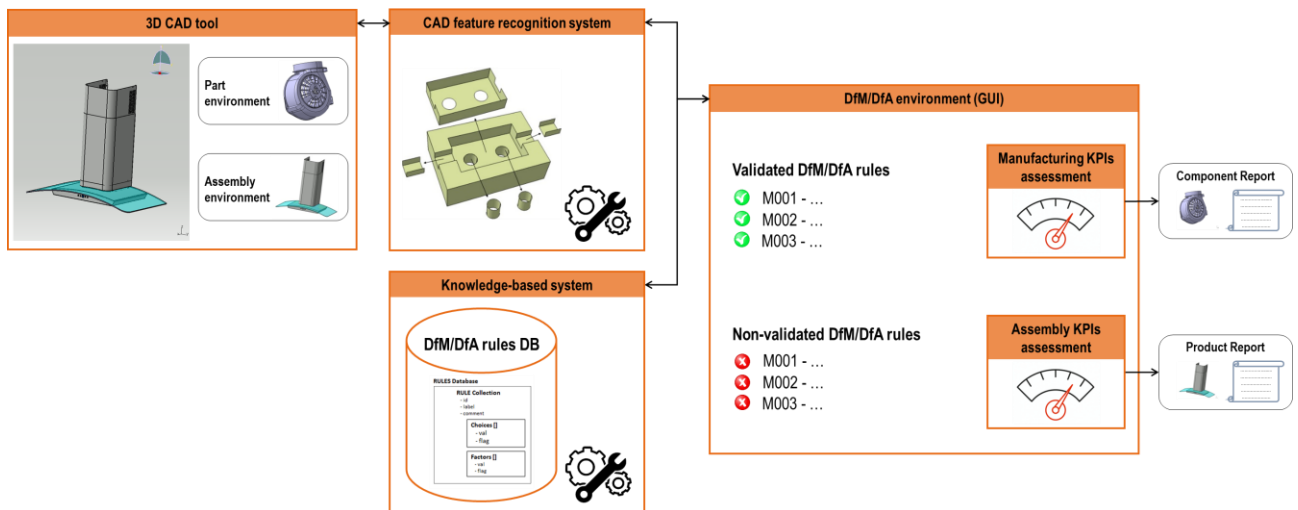 3D CAD tool
Part
environment
Assembly
environment
CAD feature recognition system
Knowledge-based system
DfM/DfA rules DB
RULES Database
RULE Collection
- id
- label
- comment
Choices []
- val
- flag
Factors []
- val
- flag
DfM/DfA environment (GUI)
Validated DfM/DfA rules
M001 - ...
M002 - ...
M003 - ...
Non-validated DfM/DfA rules
M001 - ...
M002 - ...
M003 - ...
Manufacturing KPIs
assessment
Assembly KPIs
assessment
Component Report
Product Report